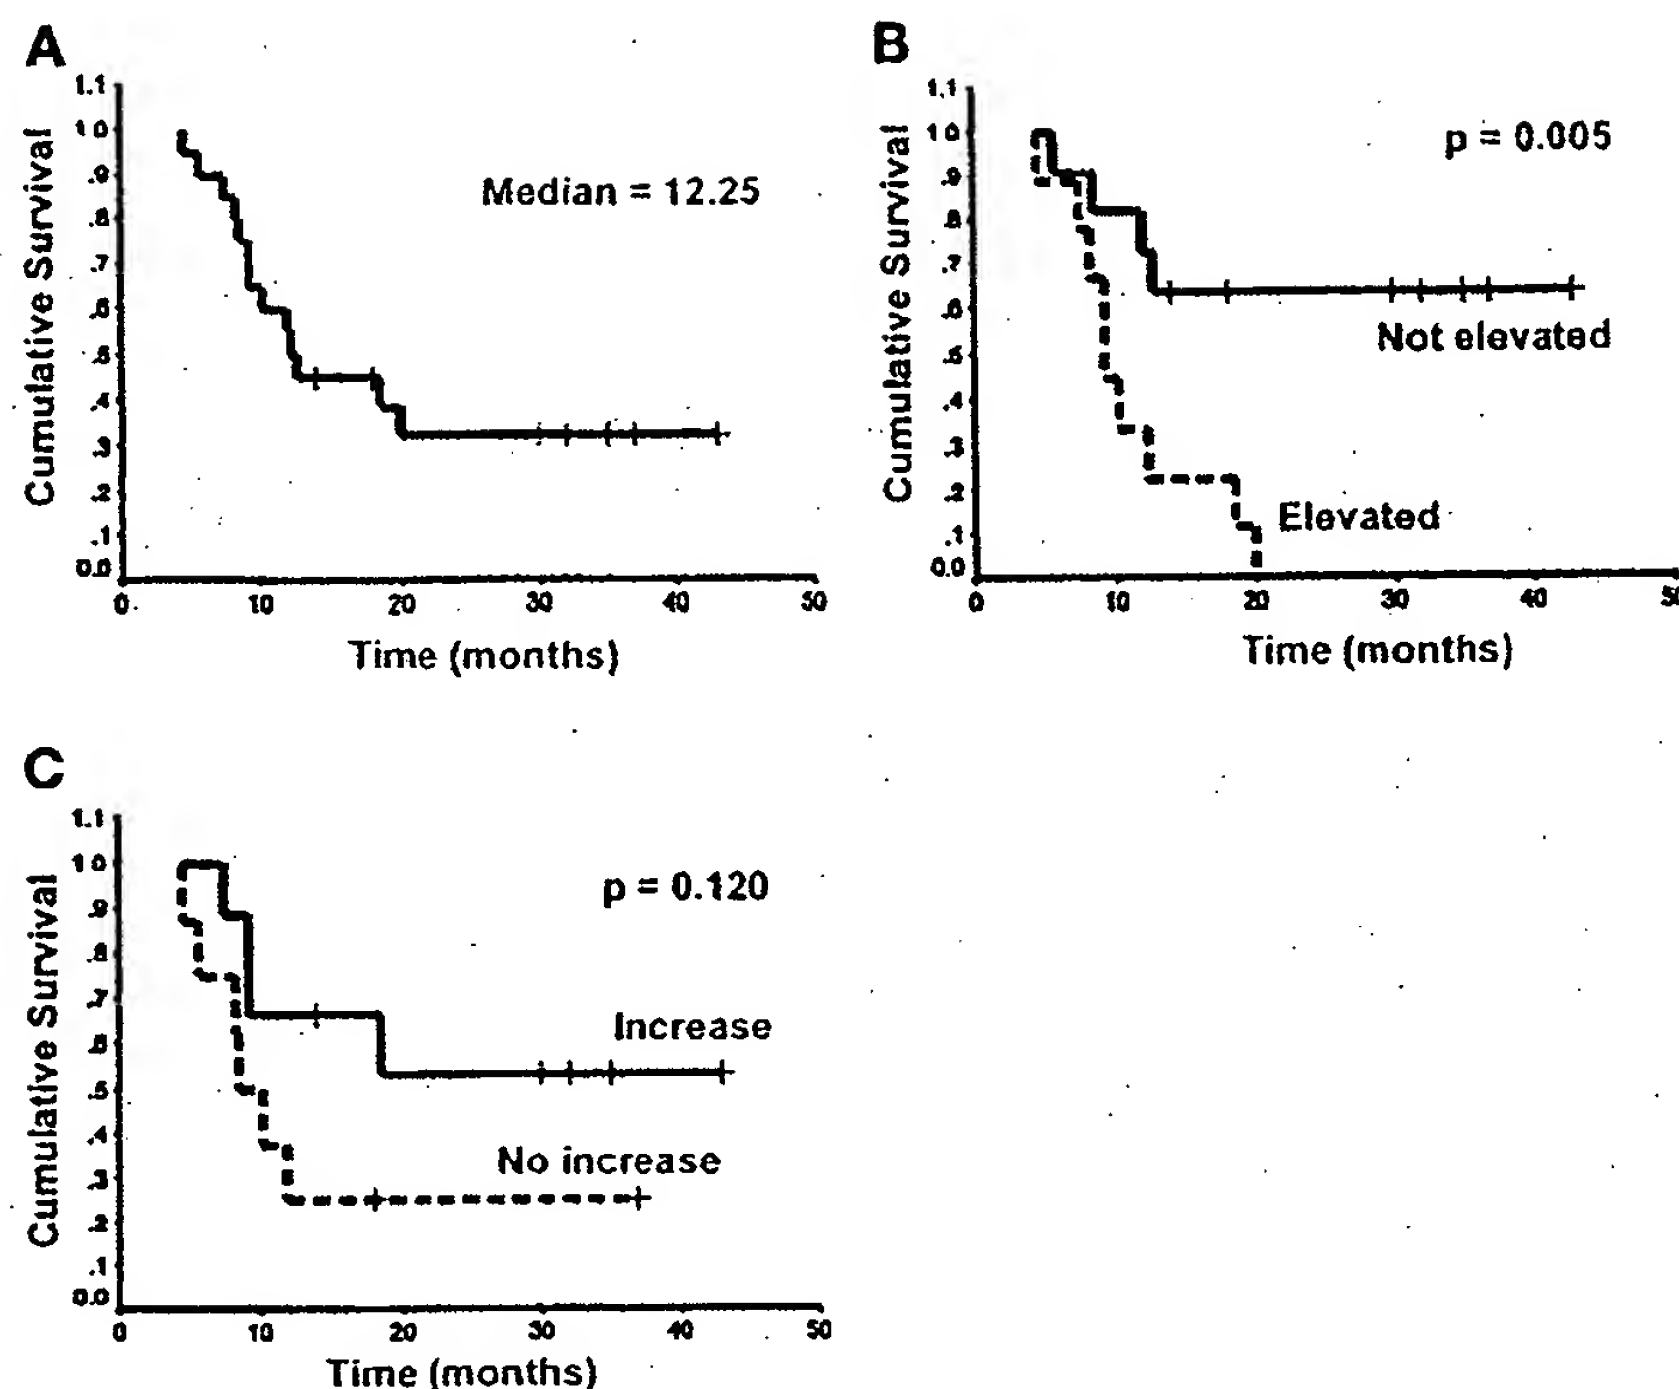 A
1.1
1.0
.9
.8
.7
.6
.5
.4
.3
.2
.1
0.0
Cumulative Survival
Median = 12.25
0 10 20 30 40 50
Time (months)
B
1.1
1.0
.9
.8
.7
.6
.5
.4
.3
.2
.1
0.0
Cumulative Survival
p = 0.005
Not elevated
Elevated
0 10 20 30 40
Time (months)
C
1.1
1.0
.9
.8
.7
.6
.5
.4
.3
.2
.1
0.0
Cumulative Survival
p = 0.120
Increase
No increase
0 10 20 30 40 50
Time (months)